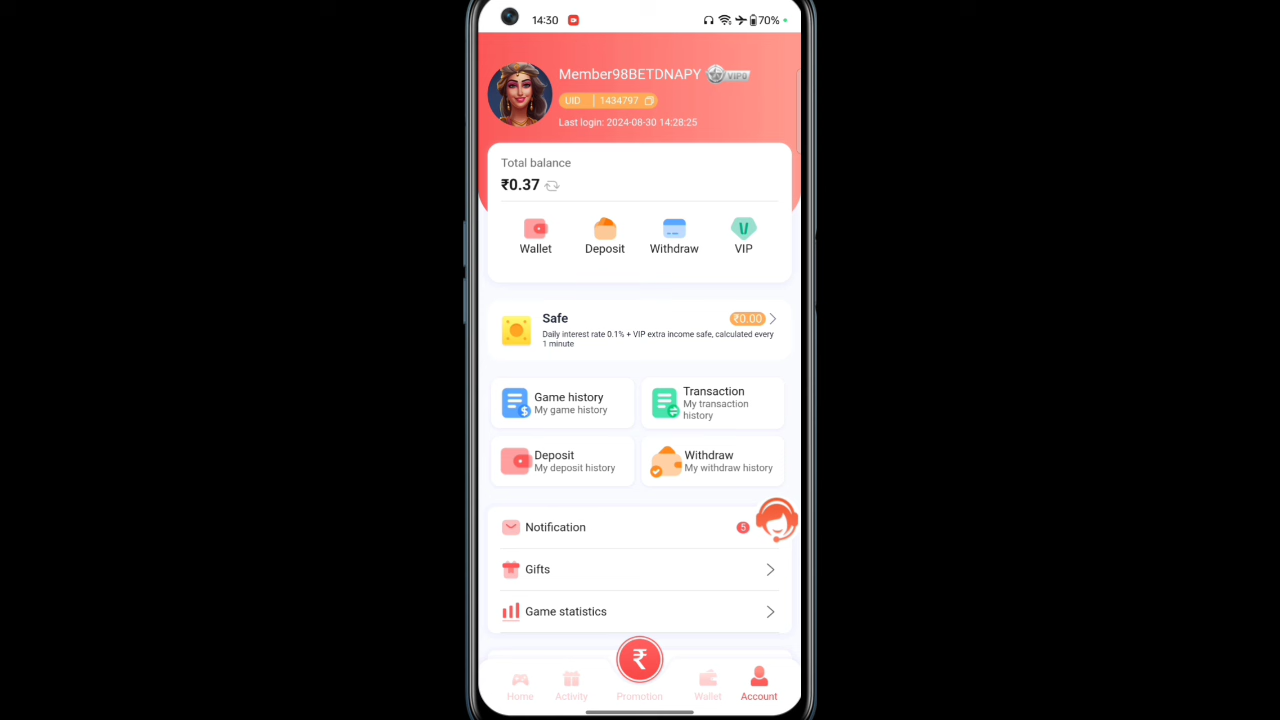 14:30
70%
Member98BETDNAPY
VIP0
UID | 1434797
Last login: 2024-08-30 14:28:25
Total balance
₹0.37
Wallet
Deposit
Withdraw
V
VIP
Safe
₹0.00
Daily interest rate 0.1% + VIP extra income safe, calculated every
1 minute
Game history
My game history
Transaction
My transaction
history
Deposit
My deposit history
Withdraw
My withdraw history
Notification
5
Gifts
Game statistics
₹
Home
Activity
Promotion
Wallet
Account